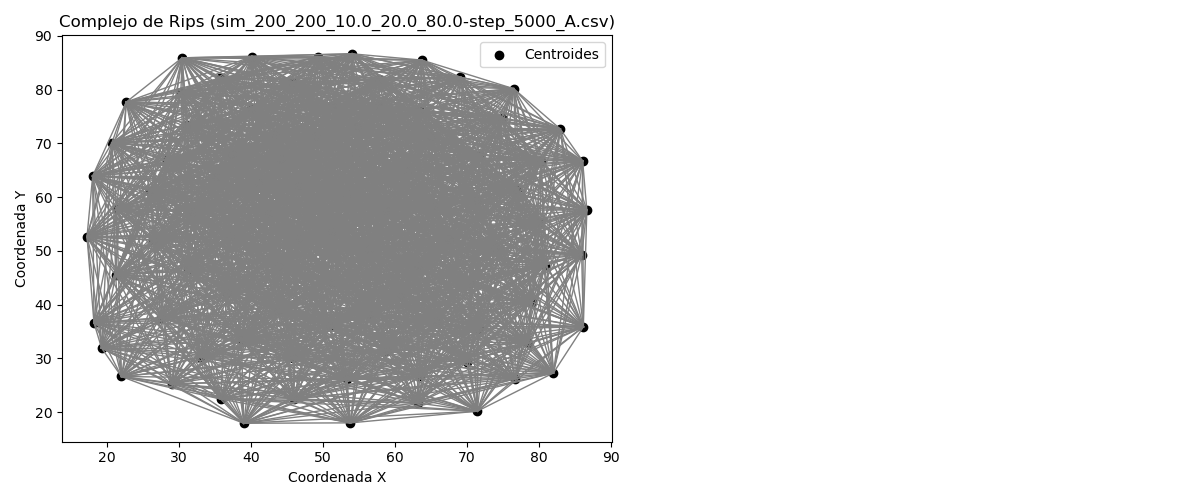 Complejo de Rips (sim_200_200_10.0_20.0_80.0-step_5000_A.csv)
Centroides
90
80
70
60
50
40
30
20
Coordenada Y
20 30 40 50 60 70 80 90
Coordenada X